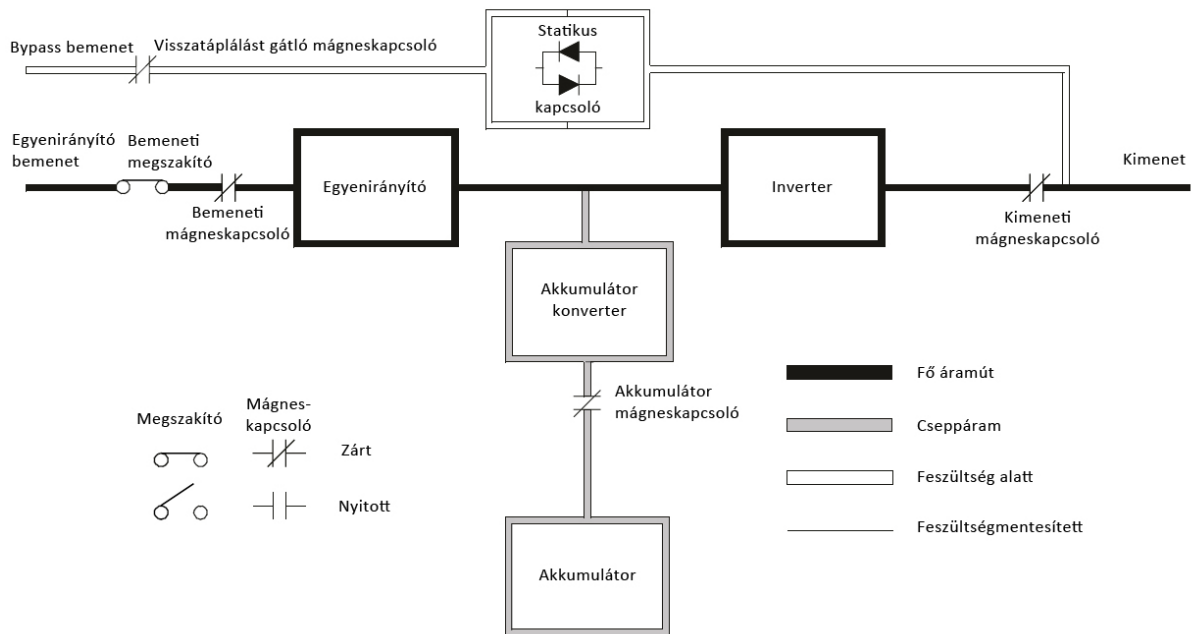 Bypass bemenet
Visszatáplálást gátló mágneskapcsoló
Statikus
kapcsoló
Egyenirányító
bemenet
Bemeneti
megszakító
Bemeneti
mágneskapcsoló
Egyenirányító
Inverter
Kimenet
Kimeneti
mágneskapcsoló
Akkumulátor
konverter
Akkumulátor
mágneskapcsoló
Akkumulátor
Megszakító
Mágnes-
kapcsoló
Zárt
Nyitott
Fő áramút
Cseppáram
Feszültség alatt
Feszültségmentesített